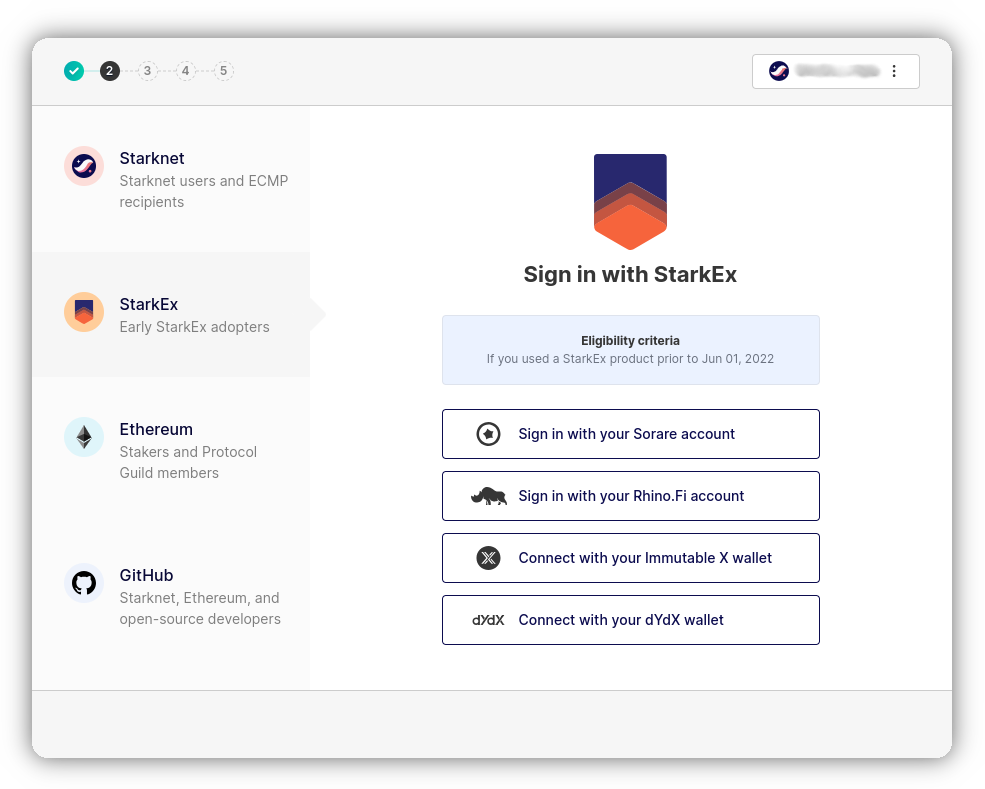 2 3 4 5
Starknet
Starknet users and ECMP
recipients
StarkEx
Early StarkEx adopters
Ethereum
Stakers and Protocol
Guild members
GitHub
Starknet, Ethereum, and
open-source developers
Sign in with StarkEx
Eligibility criteria
If you used a StarkEx product prior to Jun 01, 2022
Sign in with your Sorare account
Sign in with your Rhino.Fi account
Connect with your Immutable X wallet
dYdX Connect with your dYdX wallet